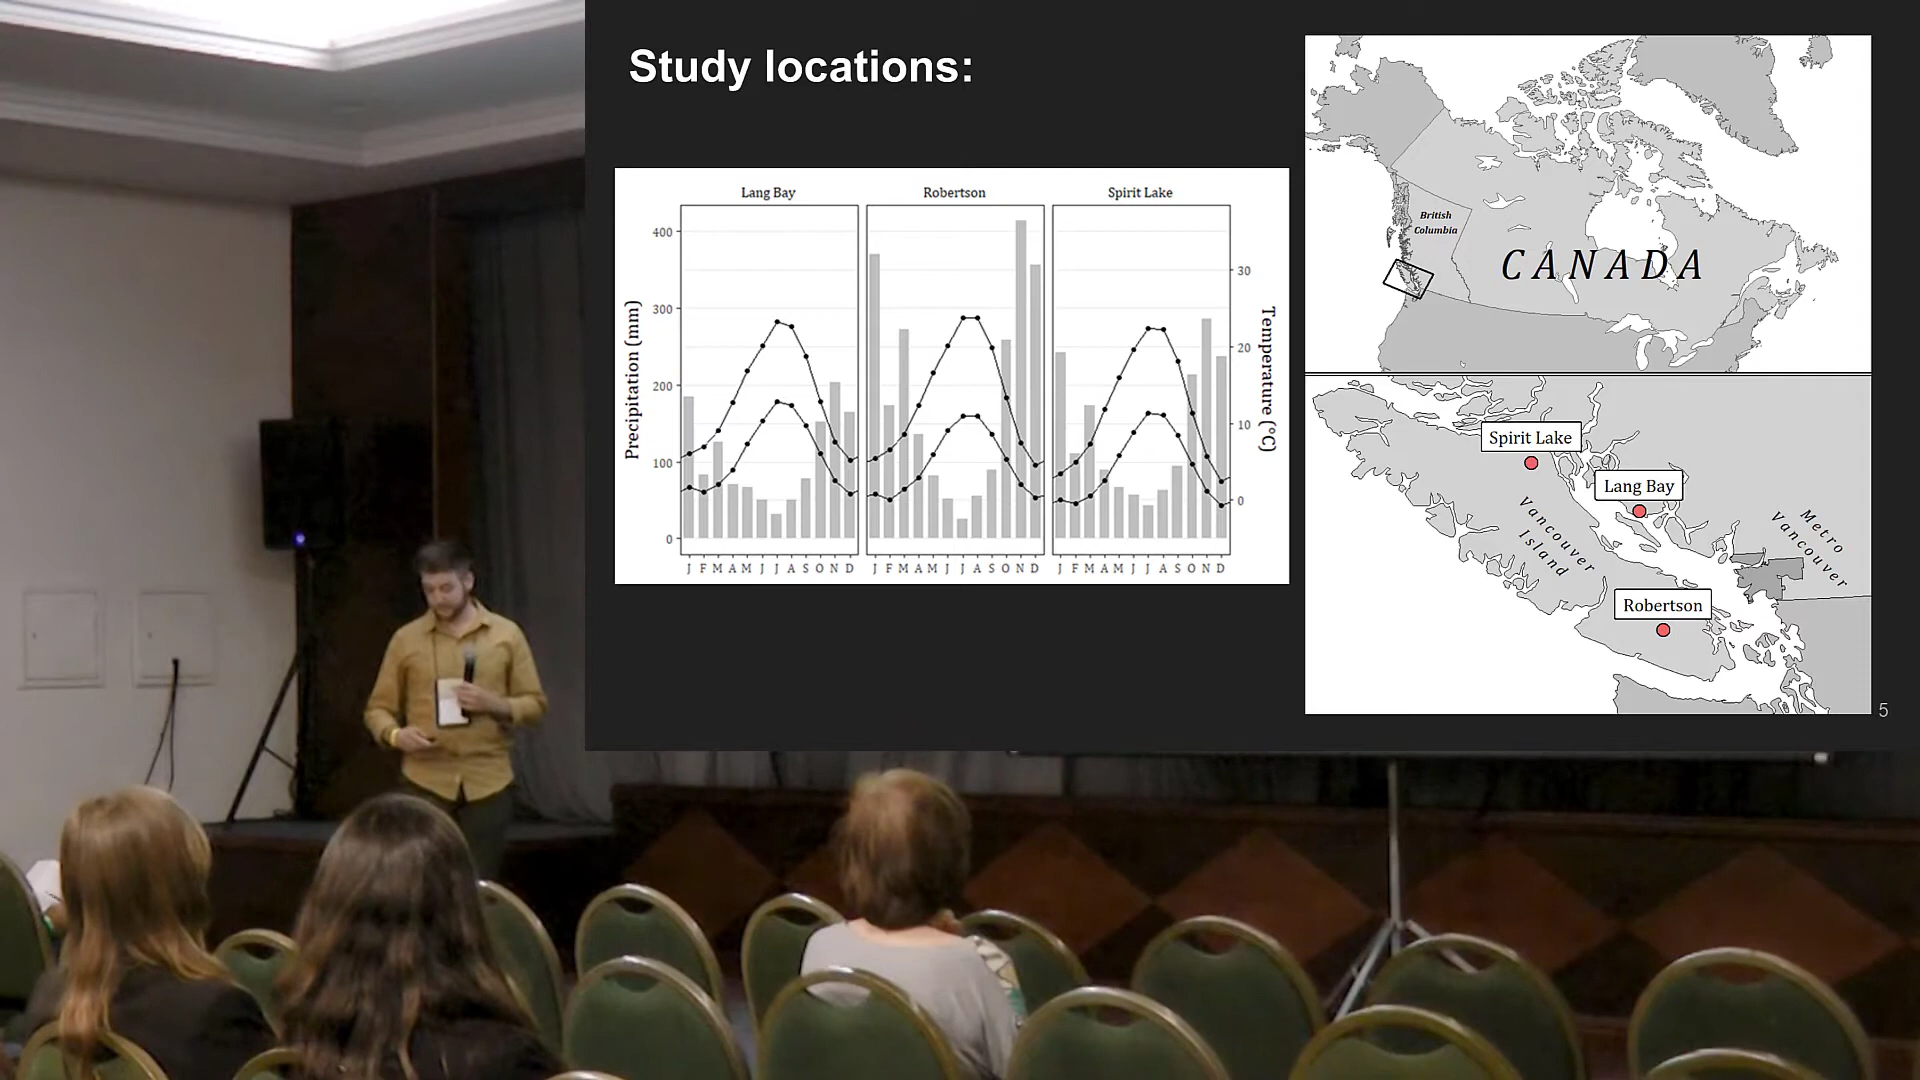 Study locations:
Lang Bay
Robertson
Spirit Lake
Precipitation (mm)
400
300
200
100
0
30
20
10
0
Temperature (°C)
J F M A M J J A S O N D
J F M A M J J A S O N D
J F M A M J J A S O N D
British
Columbia
CANADA
Spirit Lake
Lang Bay
Vancouver
Island
Metro
Vancouver
Robertson
5